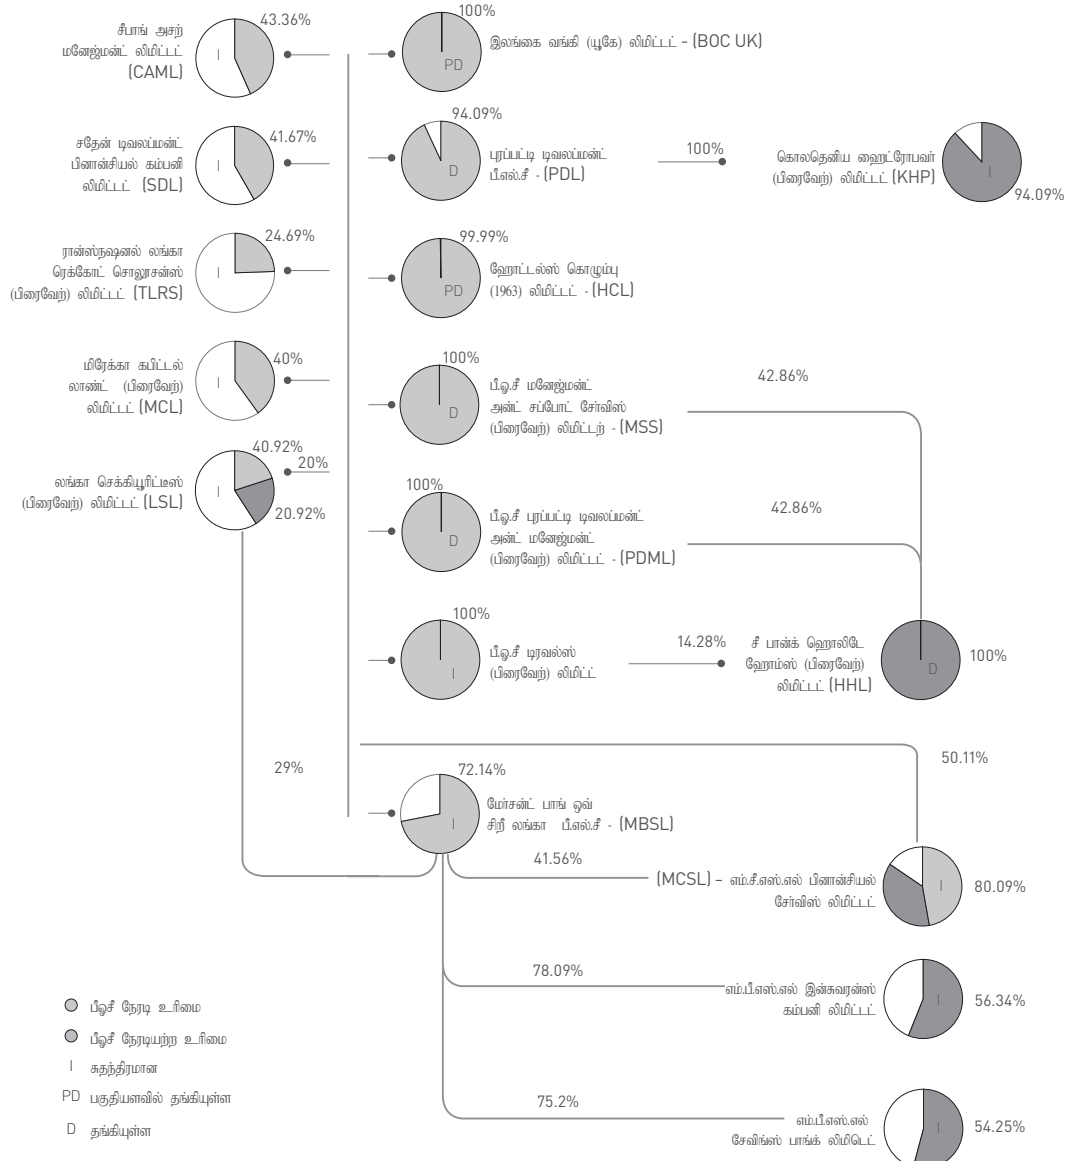 சீபாங் அசற்
மனேஜ்மன்ட் லிமிட்டட்
(CAML)
43.36%
I
சதேன் டிவலப்மன்ட்
பினான்சியல் கம்பனி
லிமிட்டட் (SDL)
41.67%
I
ரான்ஸ்நஷனல் லங்கா
ரெக்கோட் சொலூசன்ஸ்
(பிரைவேற்) லிமிட்டட் (TLRS)
24.69%
I
மிரேக்கா கபிட்டல்
லாண்ட் (பிரைவேற்)
லிமிட்டட் (MCL)
40%
I
லங்கா செக்கியூரிட்டீஸ்
(பிரைவேற்) லிமிட்டட் (LSL)
40.92%
20%
20.92%
I
100%
PD
இலங்கை வங்கி (யூகே) லிமிட்டட் - (BOC UK)
94.09%
D
புரப்பட்டி டிவலப்மன்ட்
பீ.எல்.சீ - (PDL)
100%
கொலதெனிய ஹைட்ரோபவர்
(பிரைவேற்) லிமிட்டட் (KHP)
I
94.09%
99.99%
PD
ஹோட்டல்ஸ் கொழும்பு
(1963) லிமிட்டட் - (HCL)
100%
D
பீ.ஓ.சீ மனேஜ்மன்ட்
அன்ட் சப்போட் சேர்விஸ்
(பிரைவேற்) லிமிட்டற் - (MSS)
42.86%
100%
D
பீ.ஓ.சீ புரப்பட்டி டிவலப்மன்ட்
அன்ட் மனேஜ்மன்ட்
(பிரைவேற்) லிமிட்டட் - (PDML)
42.86%
100%
I
பீ.ஓ.சீ டிரவல்ஸ்
(பிரைவேற்) லிமிட்ட்
14.28%
சீ பான்க் ஹொலிடே
ஹோம்ஸ் (பிரைவேற்)
லிமிட்டட் (HHL)
D
100%
29%
50.11%
72.14%
I
மேர்சன்ட் பாங் ஒவ்
சிறீ லங்கா பீ.எல்.சீ - (MBSL)
41.56%
(MCSL) – எம்.சீ.எஸ்.எல் பினான்சியல்
சேர்விஸ் லிமிட்டட்
I
80.09%
78.09%
எம்.பீ.எஸ்.எல் இன்சுவரன்ஸ்
கம்பனி லிமிட்டட்
I
56.34%
75.2%
எம்.பீ.எஸ்.எல்
சேவிங்ஸ் பாங்க் லிமிடெட்
I
54.25%
பீஓசீ நேரடி உரிமை
பீஓசீ நேரடியற்ற உரிமை
I சுதந்திரமான
PD பகுதியளவில் தங்கியுள்ள
D தங்கியுள்ள